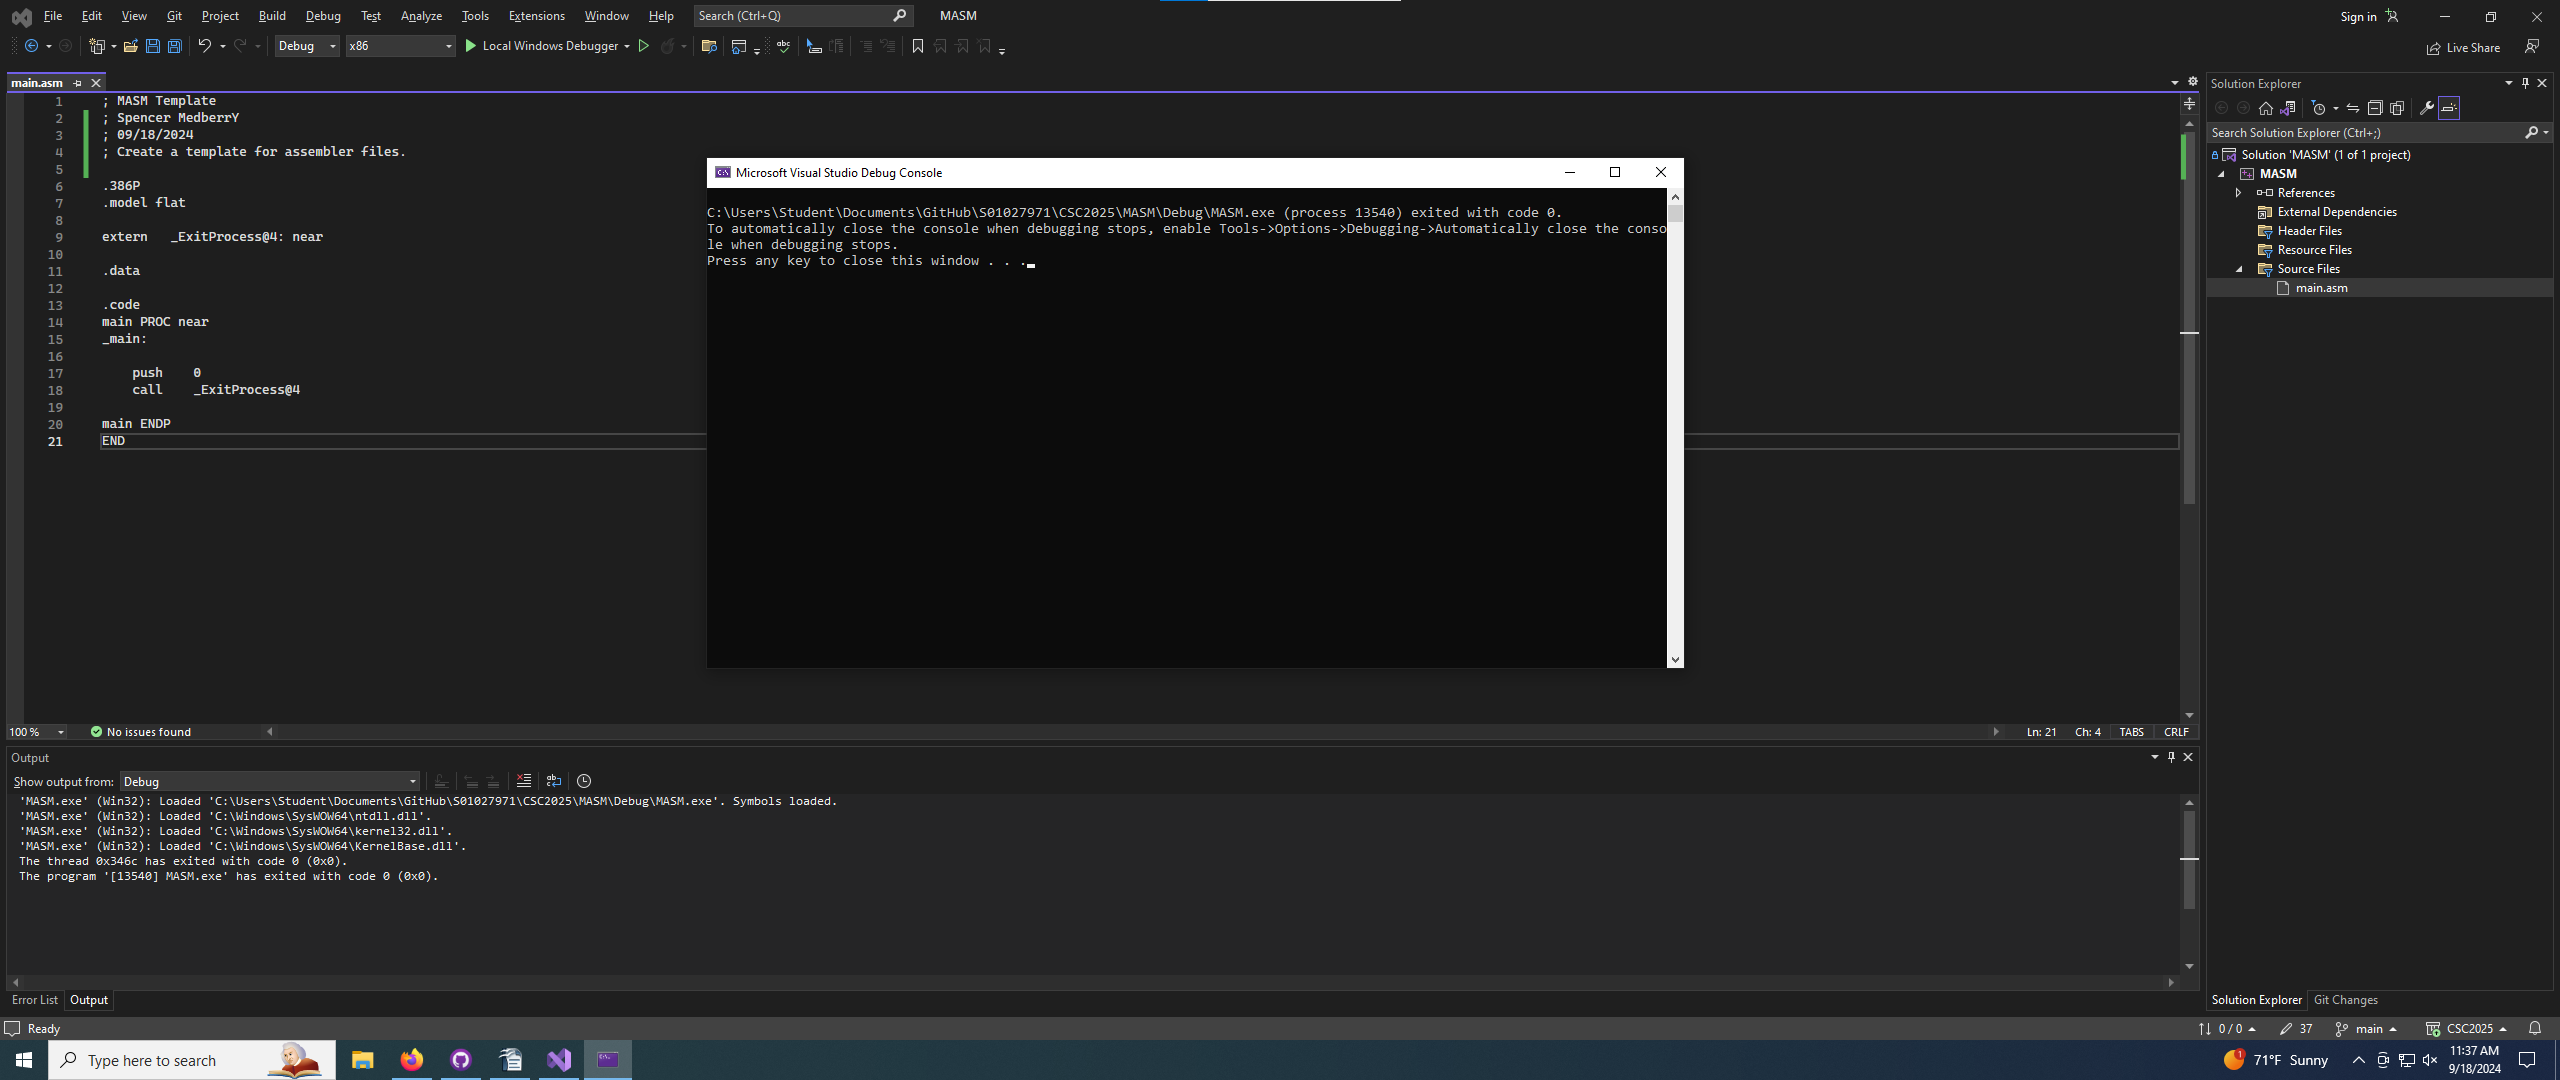 File Edit View Git Project Build Debug Test Analyze Tools Extensions Window Help Search (Ctrl+Q) MASM Sign in
Debug x86 Local Windows Debugger Live Share
main.asm
1 ; MASM Template
2 ; Spencer MedberrY
3 ; 09/18/2024
4 ; Create a template for assembler files.
5
6 .386P
7 .model flat
8
9 extern _ExitProcess@4: near
10
11 .data
12
13 .code
14 main PROC near
15 _main:
16
17 push 0
18 call _ExitProcess@4
19
20 main ENDP
21 END
Microsoft Visual Studio Debug Console
C:\Users\Student\Documents\GitHub\S01027971\CSC2025\MASM\Debug\MASM.exe (process 13540) exited with code 0.
To automatically close the console when debugging stops, enable Tools->Options->Debugging->Automatically close the conso
le when debugging stops.
Press any key to close this window . . .
Solution Explorer
Search Solution Explorer (Ctrl+;)
Solution 'MASM' (1 of 1 project)
MASM
References
External Dependencies
Header Files
Resource Files
Source Files
main.asm
100 % No issues found Ln: 21 Ch: 4 TABS CRLF
Output
Show output from: Debug
'MASM.exe' (Win32): Loaded 'C:\Users\Student\Documents\GitHub\S01027971\CSC2025\MASM\Debug\MASM.exe'. Symbols loaded.
'MASM.exe' (Win32): Loaded 'C:\Windows\SysWOW64\ntdll.dll'.
'MASM.exe' (Win32): Loaded 'C:\Windows\SysWOW64\kernel32.dll'.
'MASM.exe' (Win32): Loaded 'C:\Windows\SysWOW64\KernelBase.dll'.
The thread 0x346c has exited with code 0 (0x0).
The program '[13540] MASM.exe' has exited with code 0 (0x0).
Error List Output
Solution Explorer Git Changes
Ready 0 / 0 37 main CSC2025
Type here to search 1 71°F Sunny 11:37 AM
9/18/2024